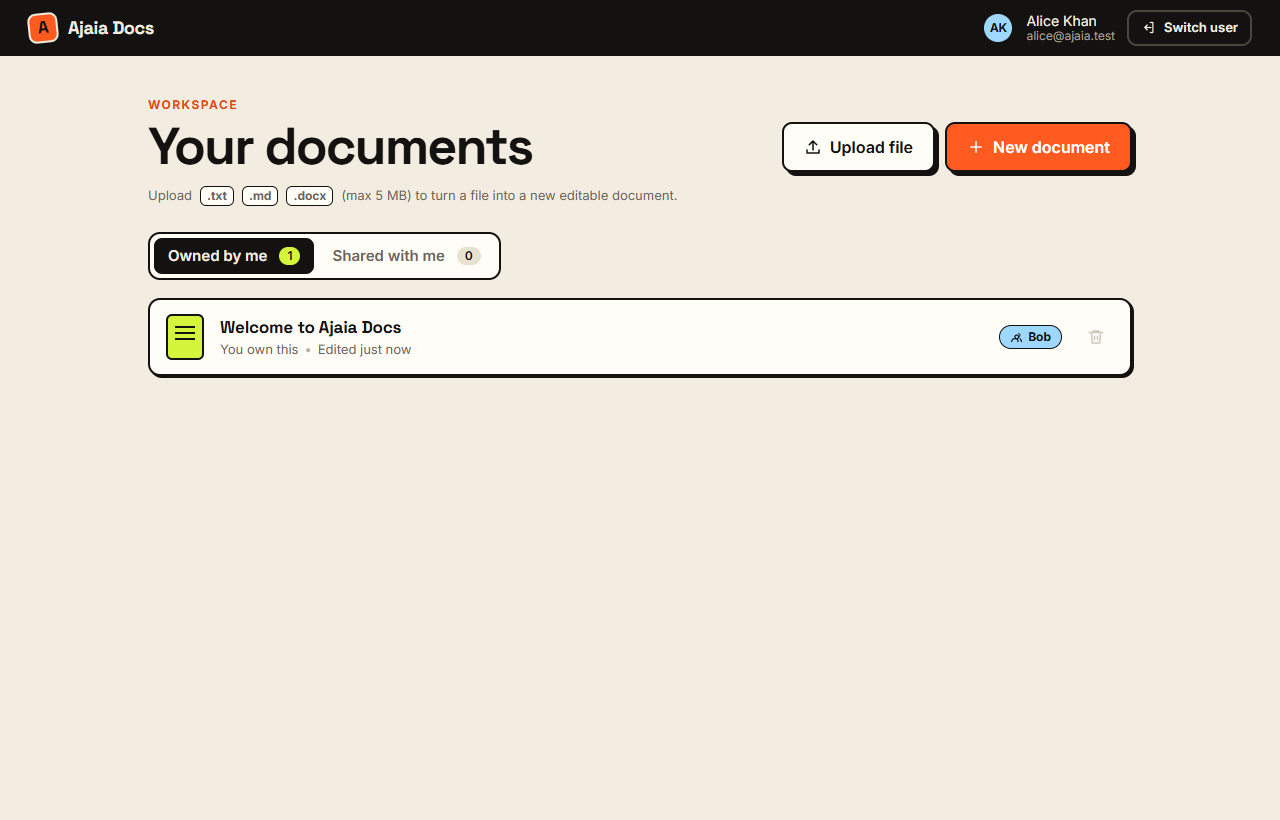 A Ajaia Docs
AK Alice Khan
alice@ajaia.test
Switch user
WORKSPACE
Your documents
Upload file
New document
Upload .txt .md .docx (max 5 MB) to turn a file into a new editable document.
Owned by me 1 Shared with me 0
Welcome to Ajaia Docs
You own this • Edited just now
Bob